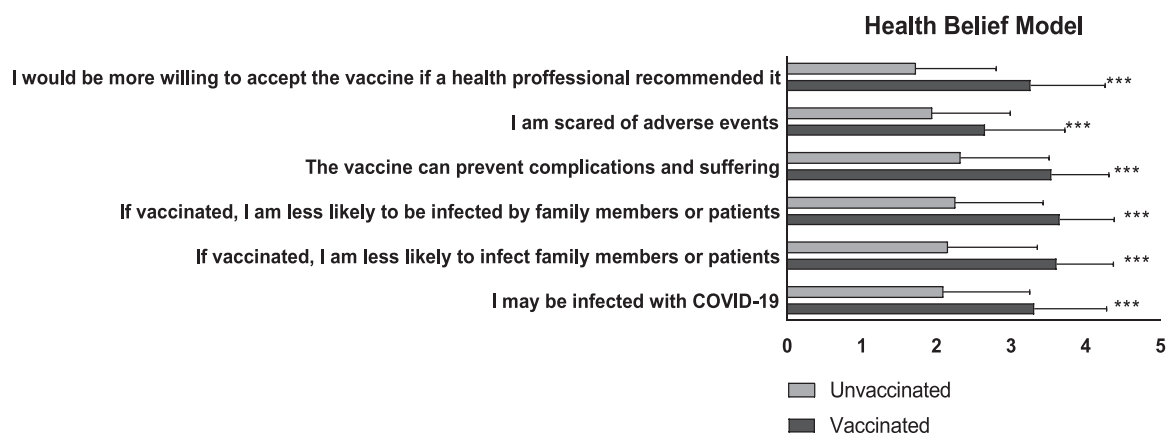 Health Belief Model
I would be more willing to accept the vaccine if a health proffessional recommended it
***
I am scared of adverse events
***
The vaccine can prevent complications and suffering
***
If vaccinated, I am less likely to be infected by family members or patients
***
If vaccinated, I am less likely to infect family members or patients
***
I may be infected with COVID-19
***
0 1 2 3 4 5
Unvaccinated
Vaccinated